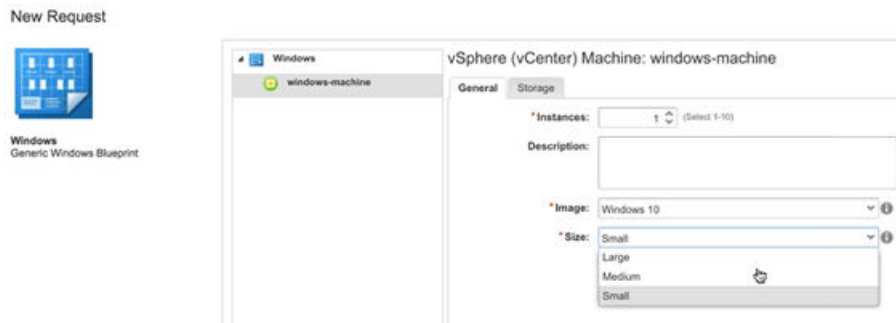 New Request
Windows
Generic Windows Blueprint
Windows
windows-machine
vSphere (vCenter) Machine: windows-machine
General Storage
*Instances: 1 (Select 1-10)
Description:
*Image: Windows 10
*Size: Small
Large
Medium
Small